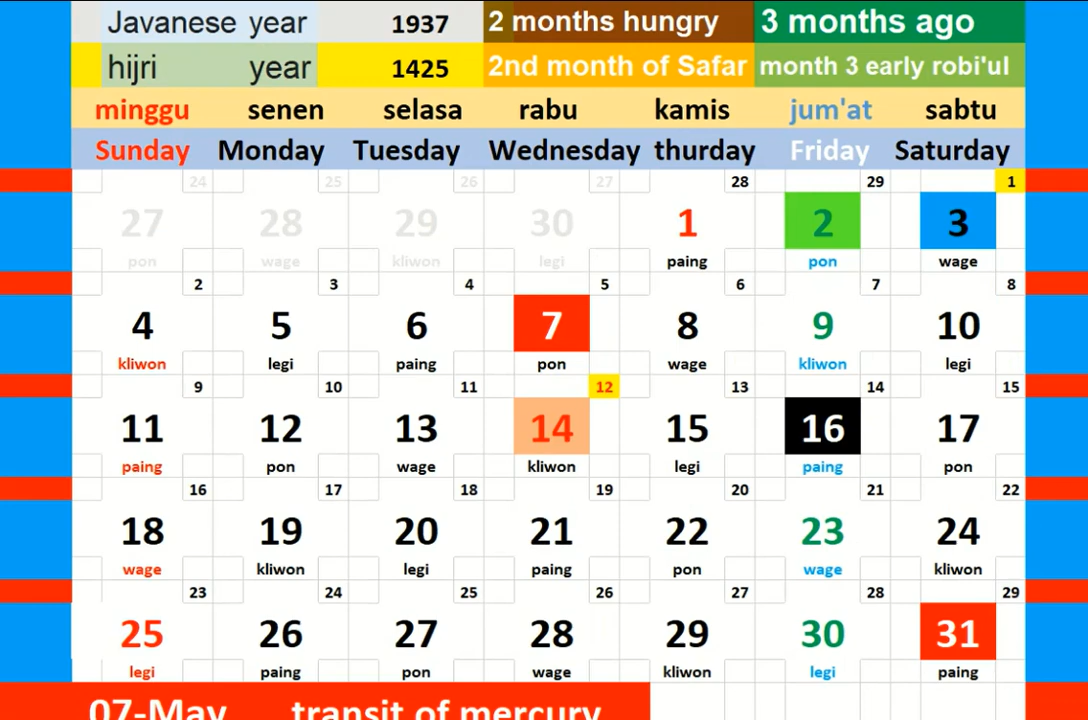 Javanese year 1937 2 months hungry 3 months ago
hijri year 1425 2nd month of Safar month 3 early robi'ul
minggu senen selasa rabu kamis jum'at sabtu
Sunday Monday Tuesday Wednesday thurday Friday Saturday
24 25 26 27 28 29 1
27 28 29 30 1 2 3
pon wage kliwon legi paing pon wage
2 3 4 5 6 7 8
4 5 6 7 8 9 10
kliwon legi paing pon wage kliwon legi
9 10 11 12 13 14 15
11 12 13 14 15 16 17
paing pon wage kliwon legi paing pon
16 17 18 19 20 21 22
18 19 20 21 22 23 24
wage kliwon legi paing pon wage kliwon
23 24 25 26 27 28 29
25 26 27 28 29 30 31
legi paing pon wage kliwon legi paing
07-May transit of mercury